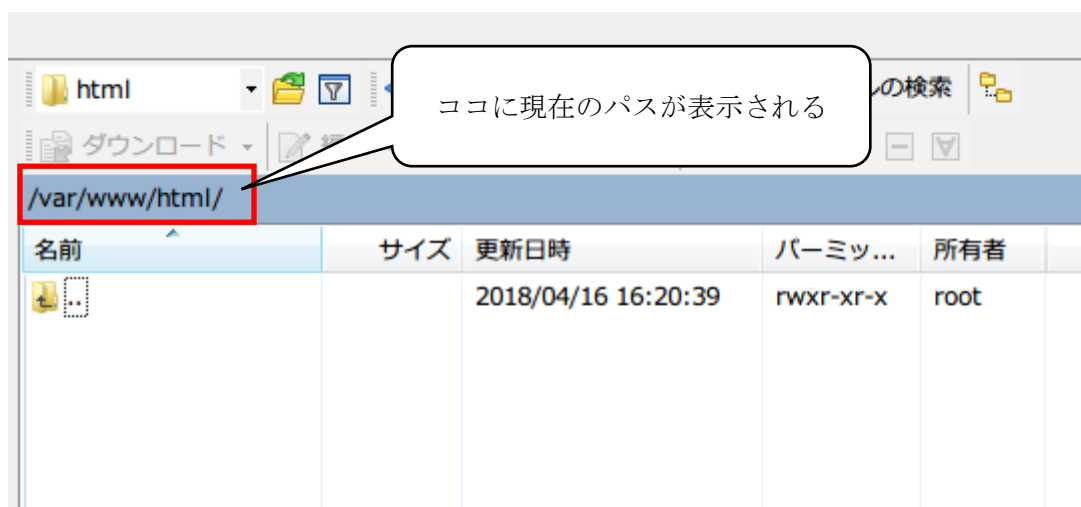 html
の検索
ココに現在のパスが表示される
ダウンロード
/var/www/html/
名前 サイズ 更新日時 パーミッ... 所有者
.. 2018/04/16 16:20:39 rwxr-xr-x root